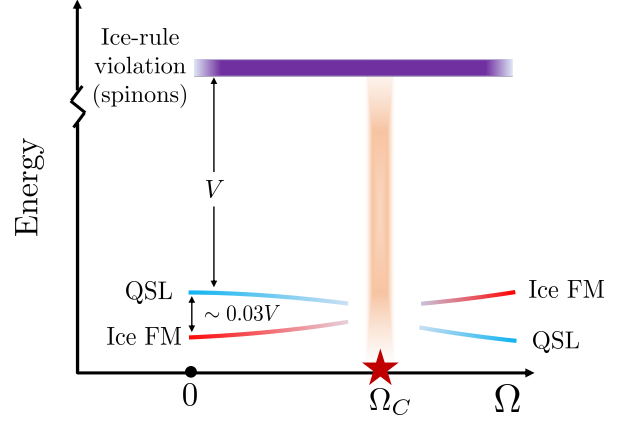 Ice-rule
violation
(spinons)
Energy
V
QSL
Ice FM
∼ 0.03V
Ice FM
QSL
0
Ω_C
Ω